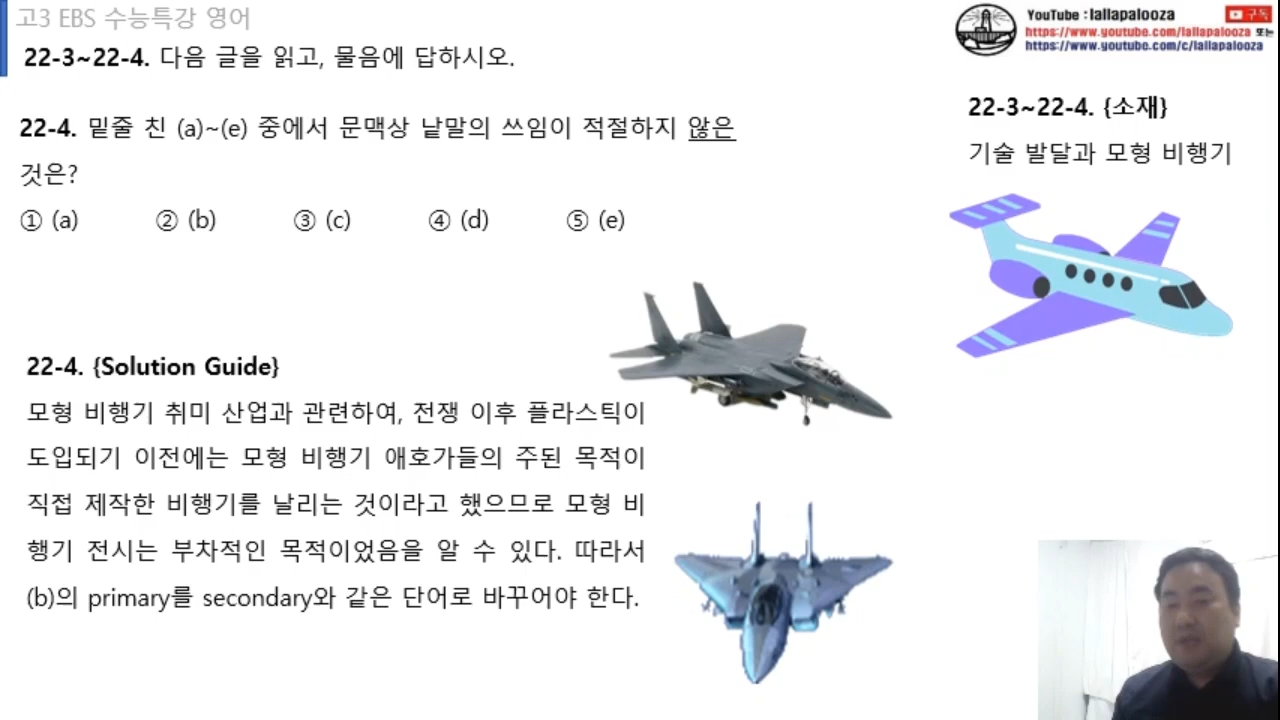 고3 EBS 수능특강 영어
22-3~22-4. 다음 글을 읽고, 물음에 답하시오.
22-4. 밑줄 친 (a)~(e) 중에서 문맥상 낱말의 쓰임이 적절하지 않은
것은?
① (a) ② (b) ③ (c) ④ (d) ⑤ (e)
22-4. {Solution Guide}
모형 비행기 취미 산업과 관련하여, 전쟁 이후 플라스틱이
도입되기 이전에는 모형 비행기 애호가들의 주된 목적이
직접 제작한 비행기를 날리는 것이라고 했으므로 모형 비
행기 전시는 부차적인 목적이었음을 알 수 있다. 따라서
(b)의 primary를 secondary와 같은 단어로 바꾸어야 한다.
YouTube : lallapalooza
구독
https://www.youtube.com/lallapalooza 또는
https://www.youtube.com/c/lallapalooza
22-3~22-4. {소재}
기술 발달과 모형 비행기